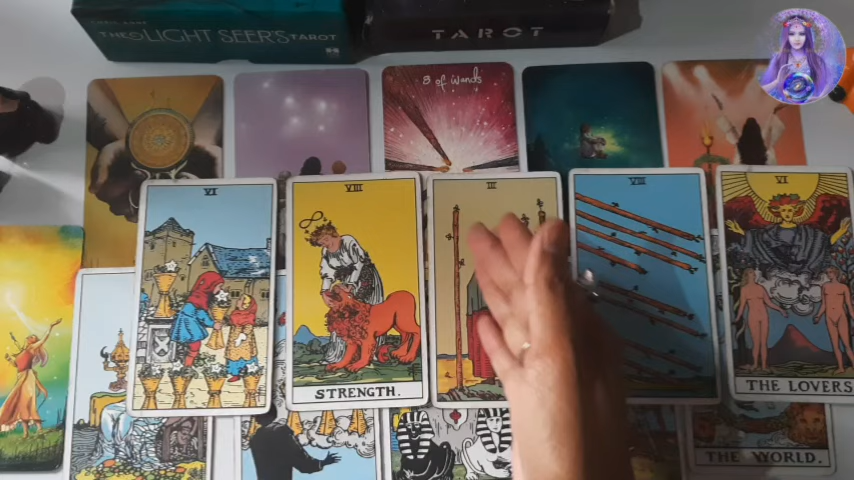 THE LIGHT SEER'S TAROT
TAROT
8 of Wands
VI
VIII
III
VIII
VI
STRENGTH.
THE LOVERS
THE WORLD.